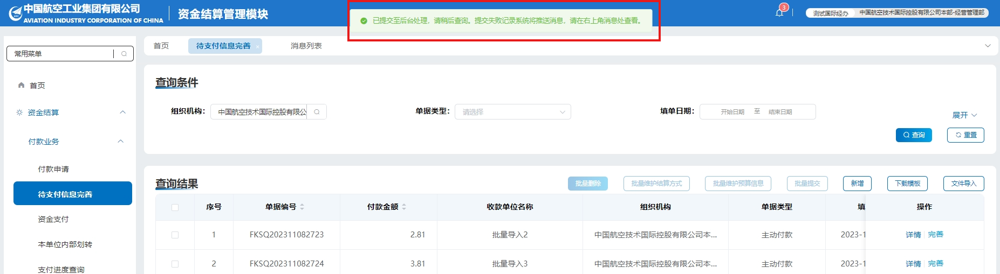 中国航空工业集团有限公司
AVIATION INDUSTRY CORPORATION OF CHINA
资金结算管理模块
已提交至后台处理，请稍后查询。提交失败记录系统将推送消息，请在右上角消息处查看。
3
测试国际经办 中国航空技术国际控股有限公司本部-经营管理部
常用菜单
首页
资金结算
付款业务
付款申请
待支付信息完善
资金支付
本单位内部划转
支付进度查询
首页 待支付信息完善 消息列表
查询条件
组织机构： 中国航空技术国际控股有限公 单据类型： 请选择 填单日期： 开始日期 至 结束日期
展开
查询 重置
查询结果
批量删除 批量维护结算方式 批量维护预算信息 批量提交 新增 下载模板 文件导入
序号 单据编号 付款金额 收款单位名称 组织机构 单据类型 填 操作
1 FKSQ202311082723 2.81 批量导入2 中国航空技术国际控股有限公司本... 主动付款 2023-1 详情 完善
2 FKSQ202311082724 3.81 批量导入3 中国航空技术国际控股有限公司本... 主动付款 2023-1 详情 完善